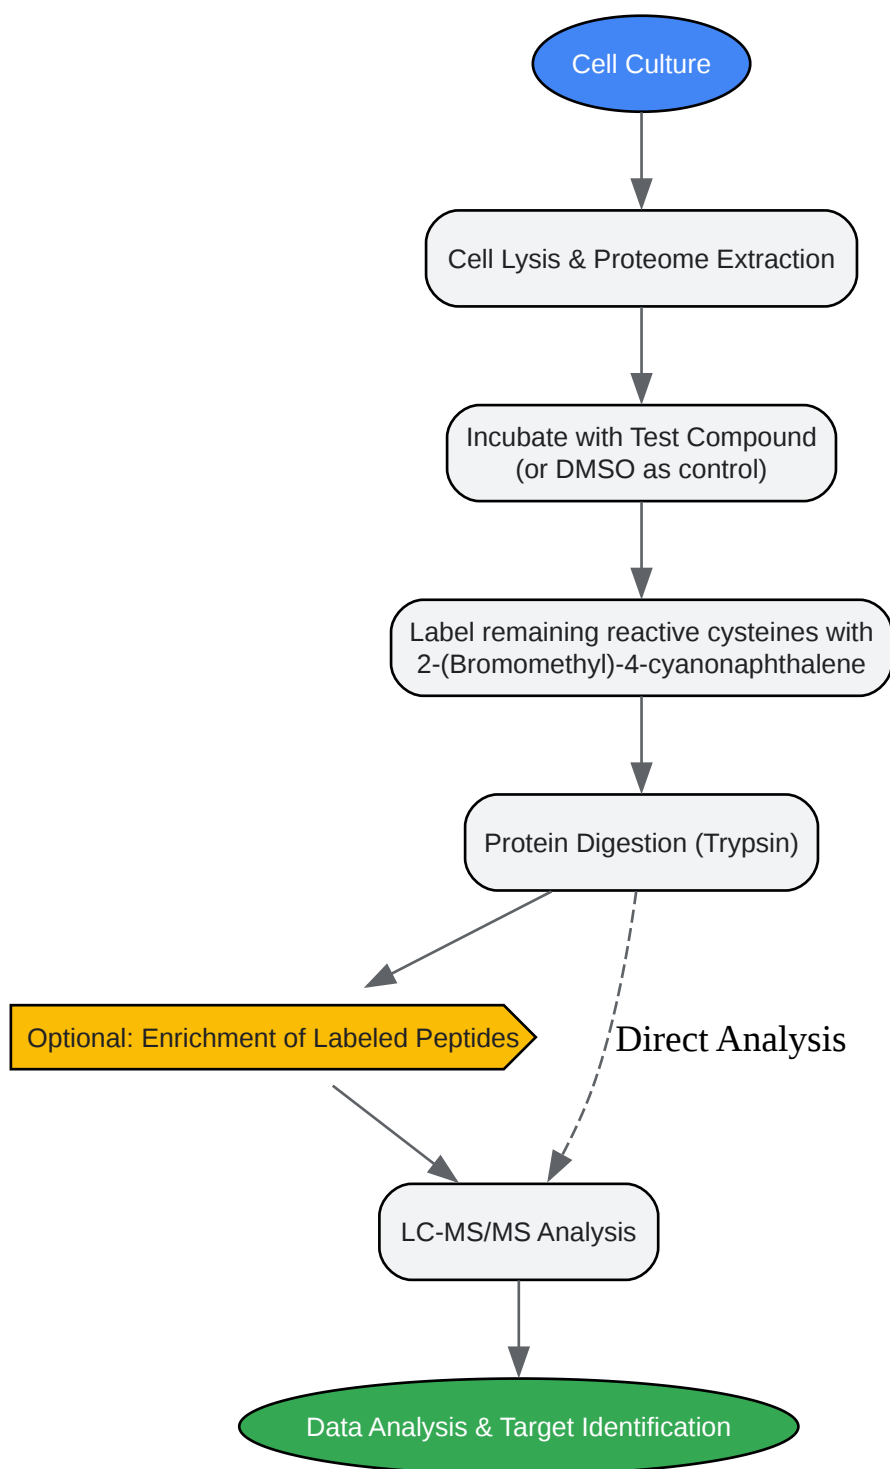 Cell Culture
Cell Lysis & Proteome Extraction
Incubate with Test Compound
(or DMSO as control)
Label remaining reactive cysteines with
2-(Bromomethyl)-4-cyanonaphthalene
Protein Digestion (Trypsin)
Optional: Enrichment of Labeled Peptides
Direct Analysis
LC-MS/MS Analysis
Data Analysis & Target Identification